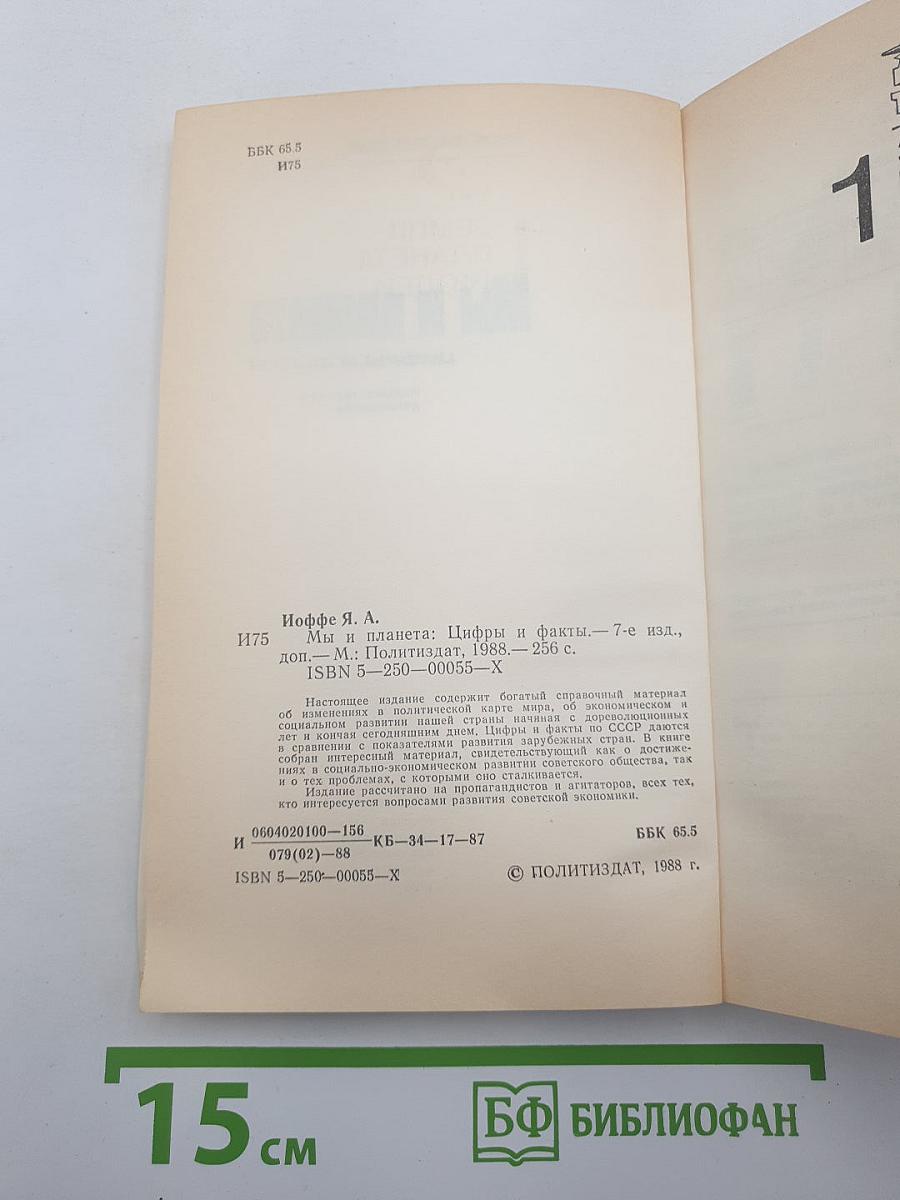 ББК 65.5
И75
Иоффе Я. А.
И75 Мы и планета: Цифры и факты.— 7-е изд.,
доп.— М.: Политиздат, 1988.— 256 с.
ISBN 5—250—00055—X
Настоящее издание содержит богатый справочный материал
об изменениях в политической карте мира, об экономическом и
социальном развитии нашей страны начиная с дореволюционных
лет и кончая сегодняшним днем. Цифры и факты по СССР даются
в сравнении с показателями развития зарубежных стран. В книге
собран интересный материал, свидетельствующий как о достиже-
ниях в социально-экономическом развитии советского общества, так
и о тех проблемах, с которыми сно сталкивается.
Издание рассчитано на пропагандистов и агитаторов, всех тех,
кто интересуется вопросами развития советской экономики.
И 0604020100—156 КБ—34—17—87
079(02)—88
ББК 65.5
ISBN 5—250—00055—X
© ПОЛИТИЗДАТ, 1988 г.
1
15 см
БФ БИБЛИОФАН